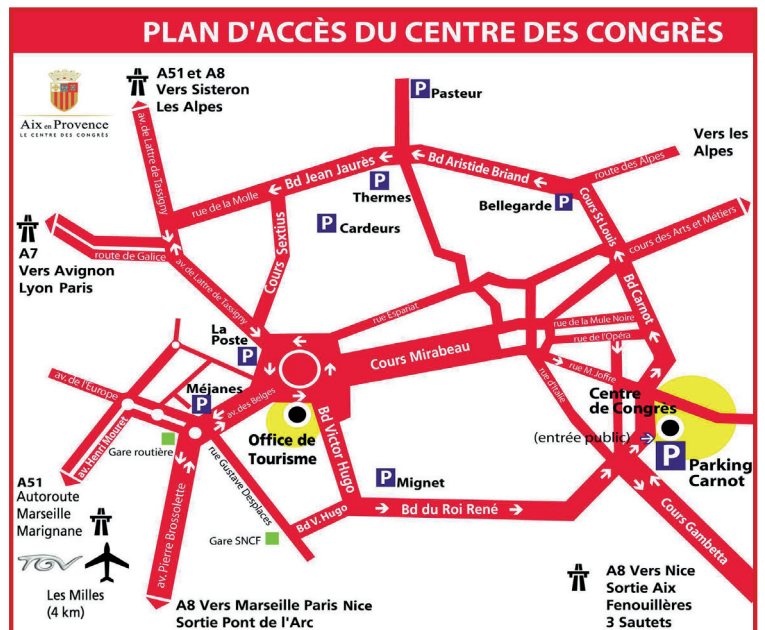 PLAN D'ACCÈS DU CENTRE DES CONGRÈS
Aix en Provence
LE CENTRE DES CONGRÈS
A51 et A8
Vers Sisteron
Les Alpes
P Pasteur
Vers les
Alpes
route des Alpes
av. de Lattre de Tassigny
rue de la Molle
Bd Jean Jaurès
Bd Aristide Briand
P
Thermes
Bellegarde P
P Cardeurs
Cours St Louis
cours des Arts et Métiers
A7
Vers Avignon
Lyon Paris
route de Galice
av. de Lattre de Tassigny
Cours Sextius
Bd Carnot
rue Espariat
La
Poste
P
Cours Mirabeau
rue de la Mule Noire
rue de l'Opéra
rue M. Joffre
rue d'Italie
av. de l'Europe
Méjanes
P
av. des Belges
Office de
Tourisme
Bd Victor Hugo
Centre
de Congrès
(entrée public)
P
Parking
Carnot
av. Henri Mouret
Gare routière
rue Gustave Desplaces
A51
Autoroute
Marseille
Marignane
P Mignet
Bd V. Hugo
Bd du Roi René
Cours Gambetta
av. Pierre Brossolette
Gare SNCF
TGV
Les Milles
(4 km)
A8 Vers Marseille Paris Nice
Sortie Pont de l'Arc
A8 Vers Nice
Sortie Aix
Fenouillères
3 Sautets